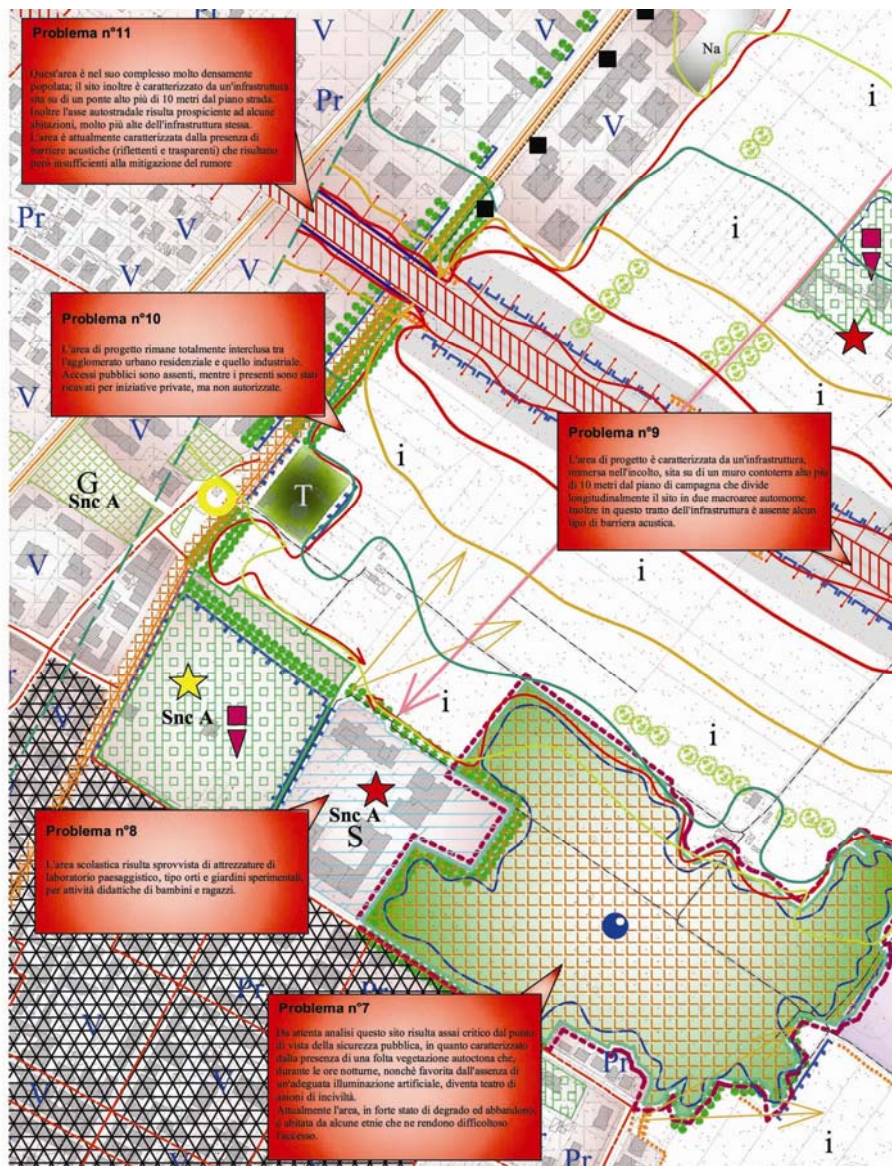 Pr
Pr
Problema n°11
Quest'area è nel suo complesso molto densamente
popolata; il sito inoltre è caratterizzato da un'infrastruttura
sita su di un ponte alto più di 10 metri dal piano strada.
Inoltre l'asse autostradale risulta prospiciente ad alcune
abitazioni, molto più alte dell'infrastruttura stessa.
L'area è attualmente caratterizzata dalla presenza di
barriere acustiche (riflettenti e trasparenti) che risultano
però insufficienti alla mitigazione del rumore
V
V
Na
i
Pr
V
Pr
V
V
V
i
i
Problema n°10
L'area di progetto rimane totalmente interclusa tra
l'agglomerato urbano residenziale e quello industriale.
Accessi pubblici sono assenti, mentre i presenti sono stati
ricavati per iniziative private, ma non autorizzate.
V
i
Problema n°9
L'area di progetto è caratterizzata da un'infrastruttura,
immersa nell'incolto, sita su di un muro contoterra alto più
di 10 metri dal piano di campagna che divide
longitudinalmente il sito in due macroaree automome.
Inoltre in questo tratto dell'infrastruttura è assente alcun
tipo di barriera acustica.
G
Snc A
T
V
i
V
Snc A
i
i
V
Problema n°8
L'area scolastica risulta sprovvista di attrezzature di
laboratorio paesaggistico, tipo orti e giardini sperimentali,
per attività didattiche di bambini e ragazzi.
Snc A
S
Pr
Pr
V
V
V
Problema n°7
Da attenta analisi questo sito risulta assai critico dal punto
di vista della sicurezza pubblica, in quanto caratterizzato
dalla presenza di una folta vegetazione autoctona che,
durante le ore notturne, nonchè favorita dall'assenza di
un'adeguata illuminazione artificiale, diventa teatro di
azioni di inciviltà.
Attualmente l'area, in forte stato di degrado ed abbandono,
è abitata da alcune etnie che ne rendono difficoltoso
l'accesso.
Pr
i
Pr